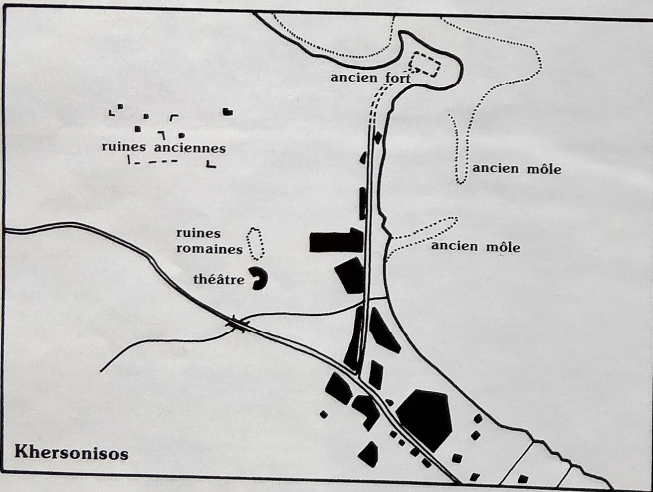 ancien fort
ruines anciennes
ancien môle
ruines
romaines
ancien môle
théâtre
Khersonisos